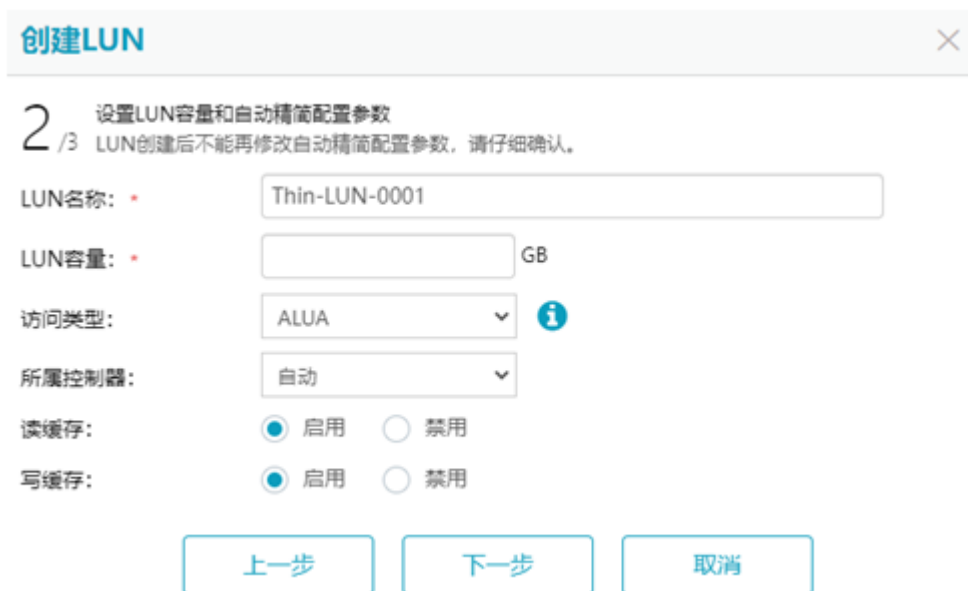 创建LUN
2/3 设置LUN容量和自动精简配置参数
LUN创建后不能再修改自动精简配置参数，请仔细确认。
LUN名称： * Thin-LUN-0001
LUN容量： * GB
访问类型： ALUA
所属控制器： 自动
读缓存： 启用 禁用
写缓存： 启用 禁用
上一步 下一步 取消